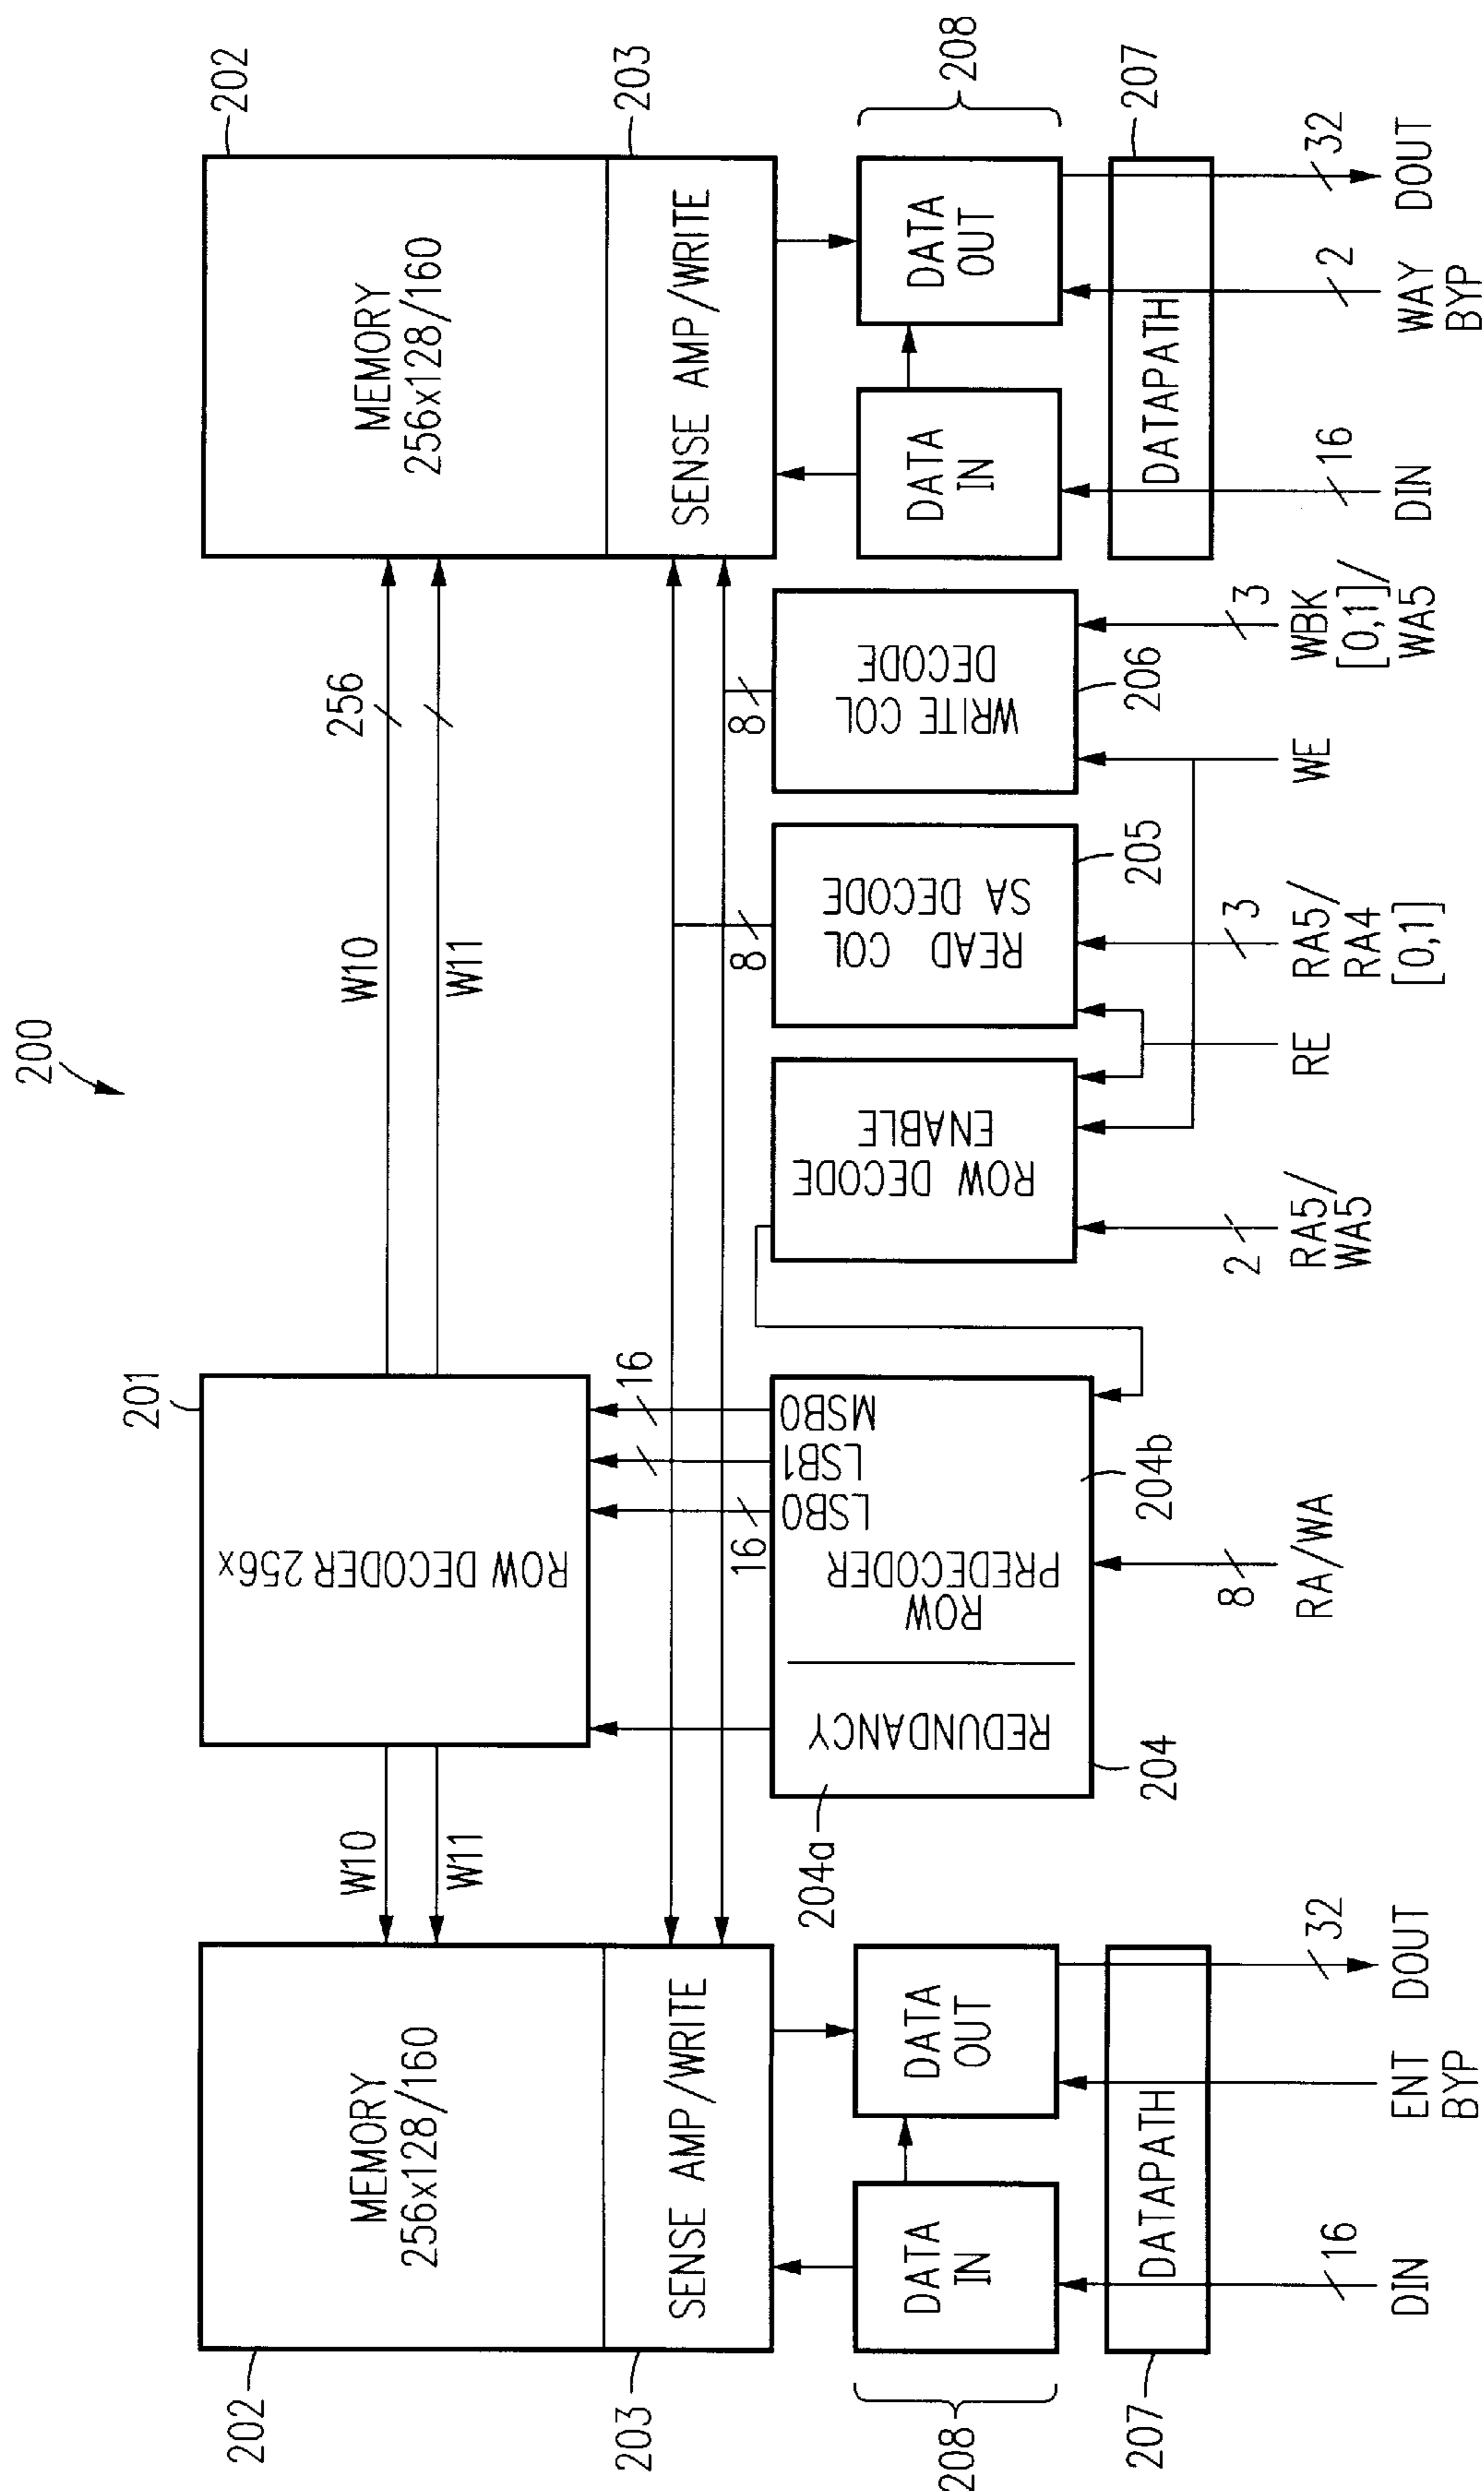 200
202
MEMORY
256x128/160
203
SENSE AMP/WRITE
W10
W11
201
ROW DECODER 256x
W10
W11
256
202
MEMORY
256x128/160
203
SENSE AMP/WRITE
16
16
8
8
208
DATA
IN
DATA
OUT
204a
REDUNDANCY
ROW
PREDECODER
LSB0
LSB1
MSB0
204
204b
ROW DECODE
ENABLE
READ COL
SA DECODE
205
WRITE COL
DECODE
206
DATA
IN
DATA
OUT
208
207
DATAPATH
DATAPATH
207
16
DIN
ENT
BYP
32
DOUT
8
RA/WA
2
RA5/
WA5
RE
3
RA5/
RA4
[0,1]
WE
3
WBK
[0,1]/
WA5
16
DIN
2
WAY
BYP
32
DOUT